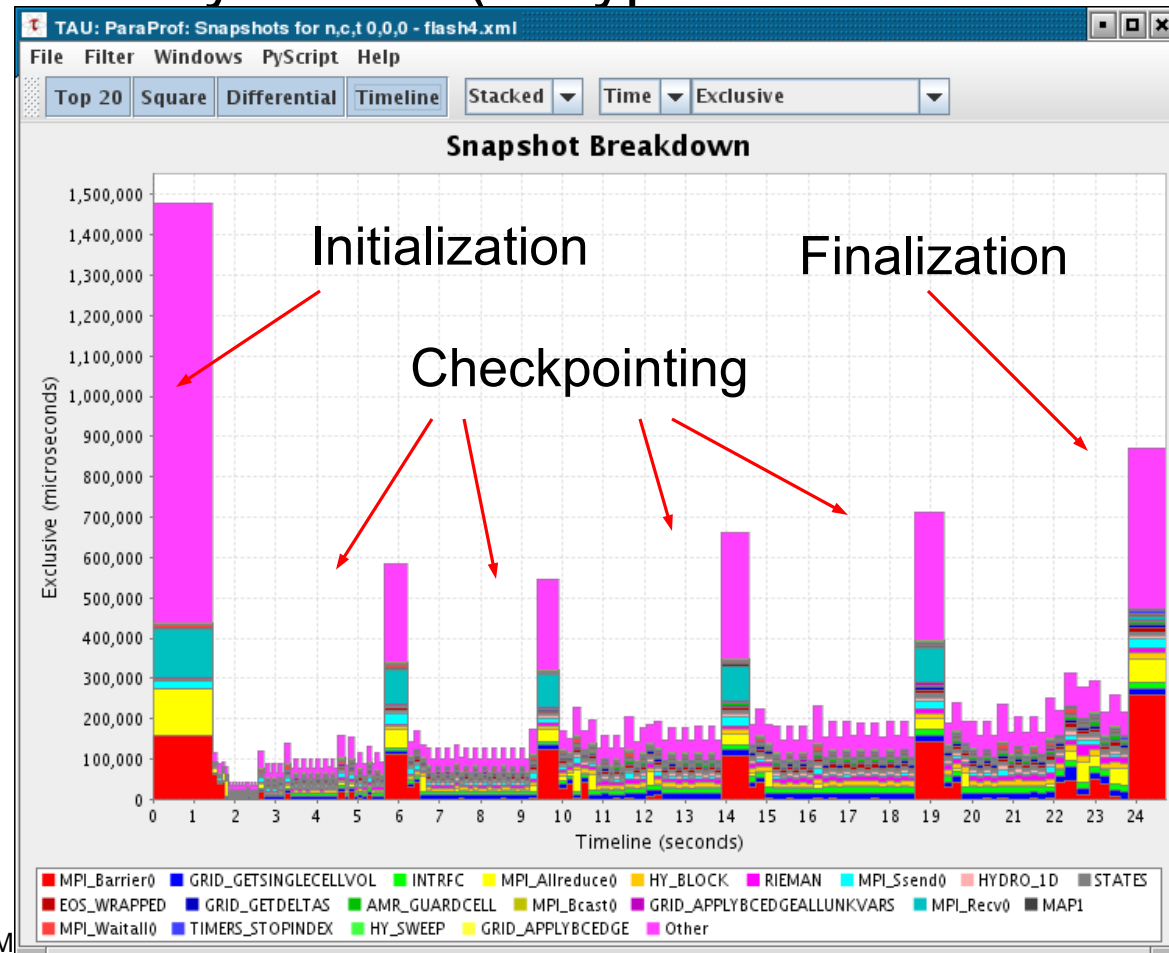 TAU: ParaProf: Snapshots for n,c,t 0,0,0 - flash4.xml
File Filter Windows PyScript Help
Top 20 Square Differential Timeline Stacked Time Exclusive
Snapshot Breakdown
1,500,000
1,400,000
1,300,000
1,200,000
1,100,000
1,000,000
900,000
800,000
700,000
600,000
500,000
400,000
300,000
200,000
100,000
0
Exclusive (microseconds)
Initialization
Finalization
Checkpointing
0 1 2 3 4 5 6 7 8 9 10 11 12 13 14 15 16 17 18 19 20 21 22 23 24
Timeline (seconds)
MPI_Barrier() GRID_GETSINGLECELLVOL INTRFC MPI_Allreduce() HY_BLOCK RIEMAN MPI_Ssend() HYDRO_1D STATES
EOS_WRAPPED GRID_GETDELTAS AMR_GUARDCELL MPI_Bcast() GRID_APPLYBCEDGEALLUNKVARS MPI_Recv() MAP1
MPI_Waitall() TIMERS_STOPINDEX HY_SWEEP GRID_APPLYBCEDGE Other
M